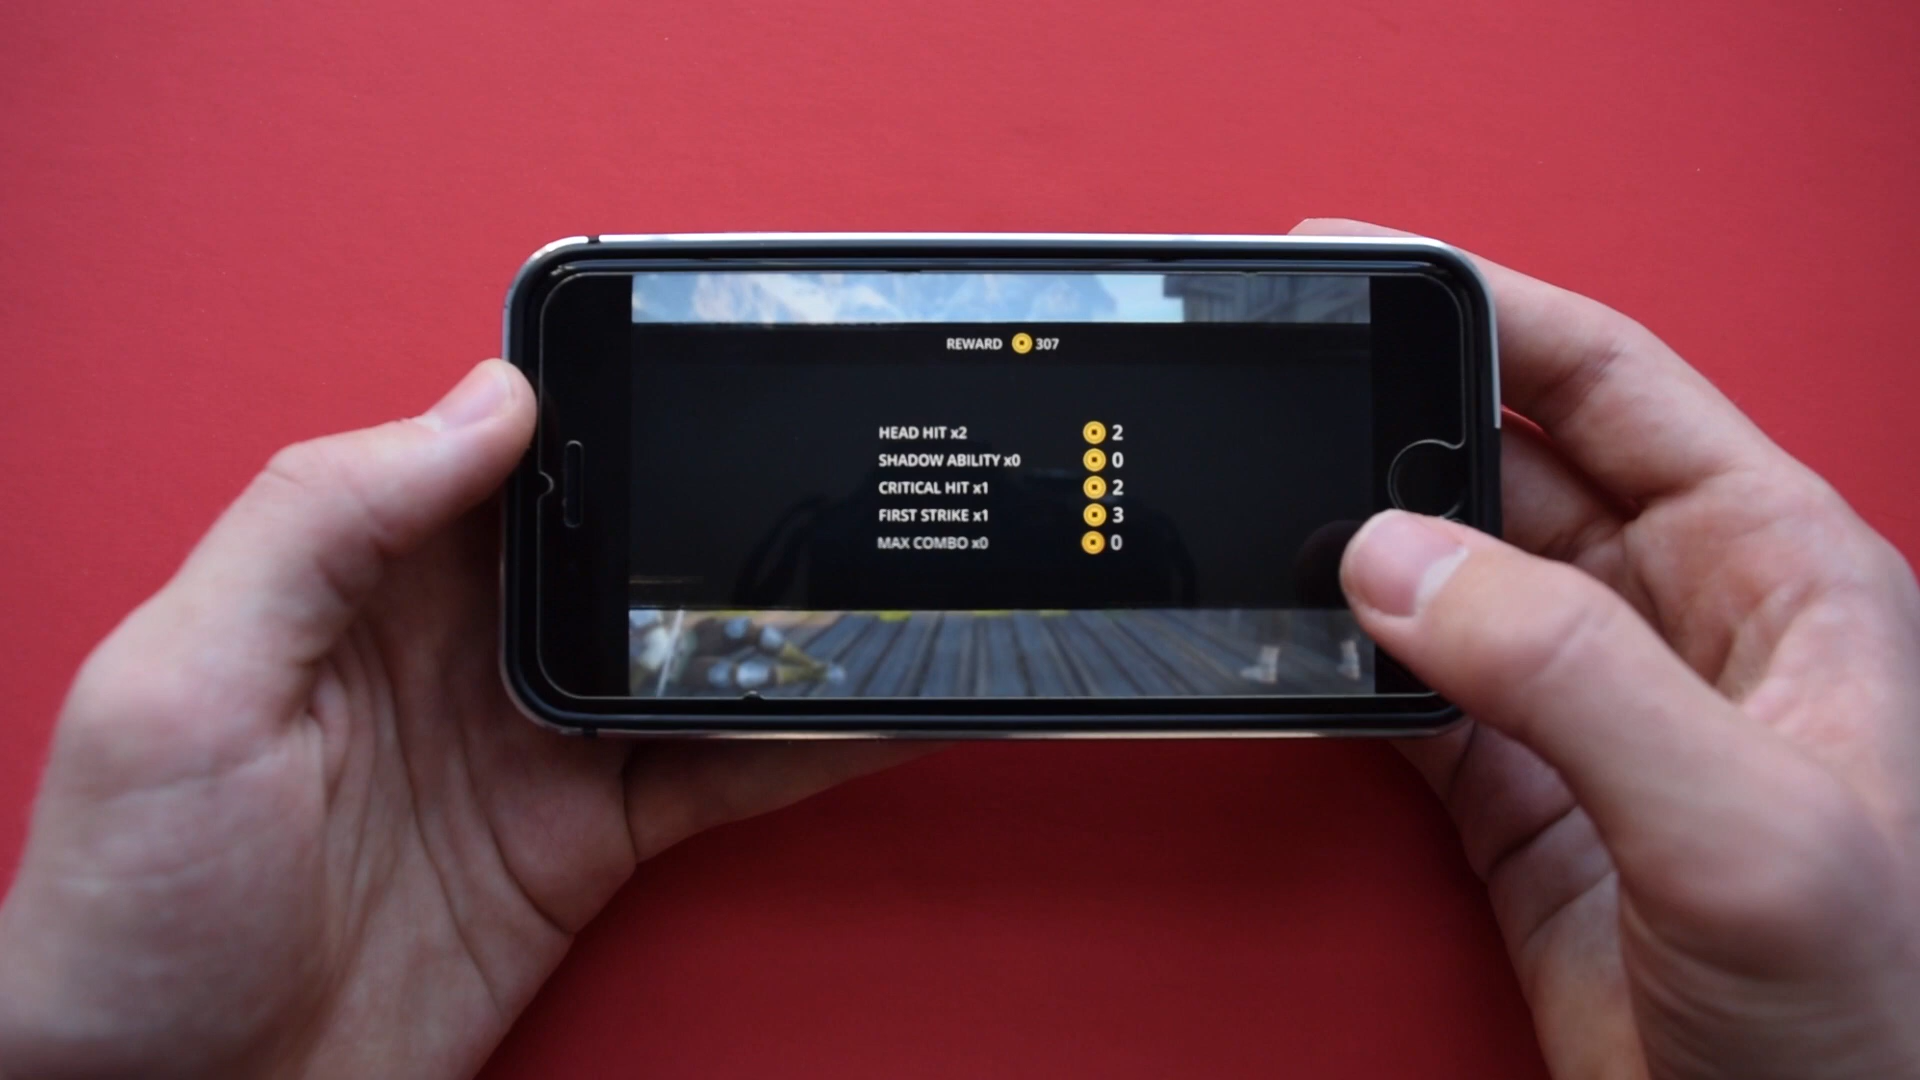 REWARD 307
HEAD HIT x2 2
SHADOW ABILITY x0 0
CRITICAL HIT x1 2
FIRST STRIKE x1 3
MAX COMBO x0 0